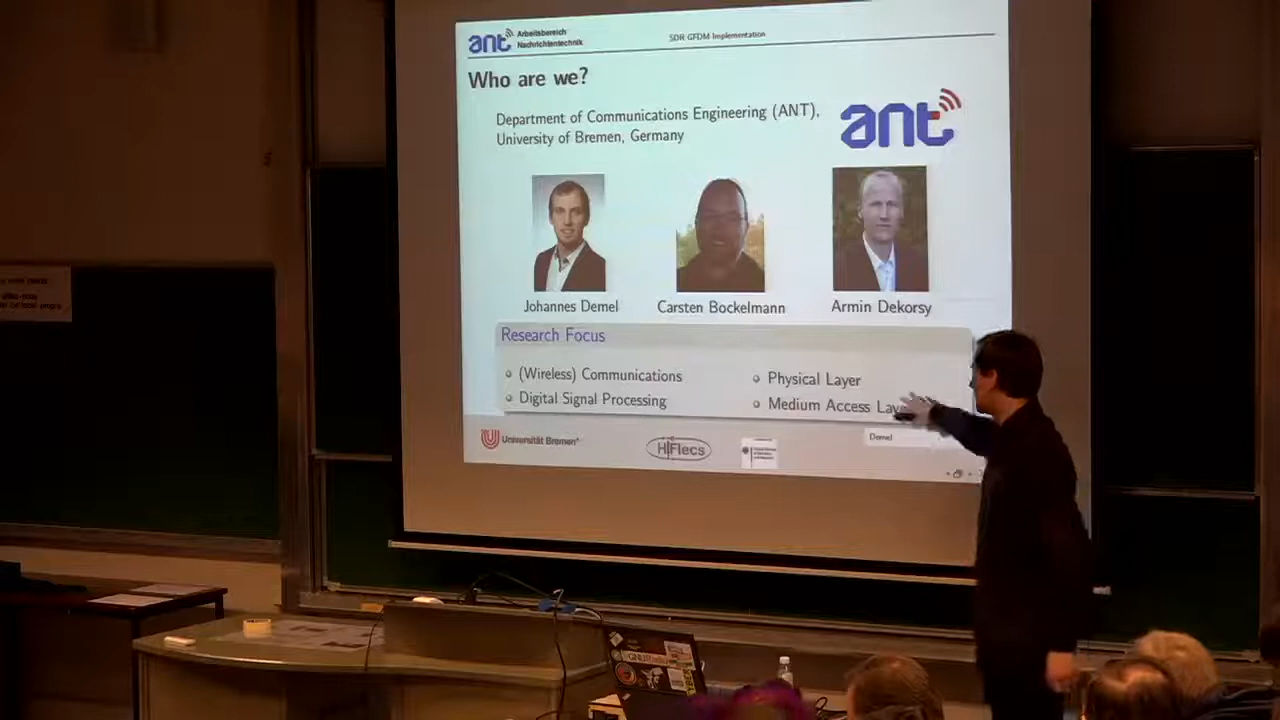 ant Arbeitsbereich
Nachrichtentechnik
SDR GFDM Implementation
Who are we?
Department of Communications Engineering (ANT),
University of Bremen, Germany
ant
Johannes Demel
Carsten Bockelmann
Armin Dekorsy
Research Focus
(Wireless) Communications
Physical Layer
Digital Signal Processing
Medium Access
Universität Bremen
HiFlecs
Demel